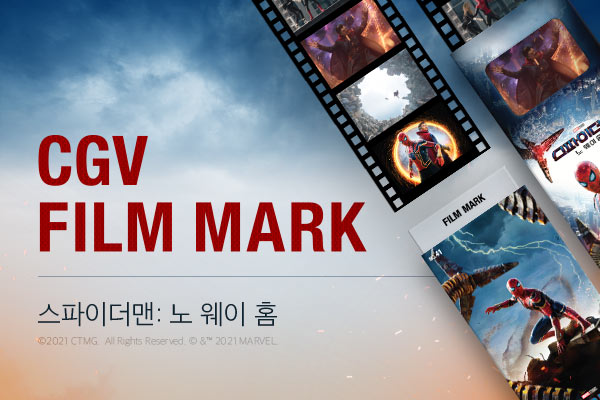 CGV
FILM MARK
스파이더맨: 노 웨이 홈
©2021 CTMG. All Rights Reserved. © &™ 2021 MARVEL.
FILM MARK